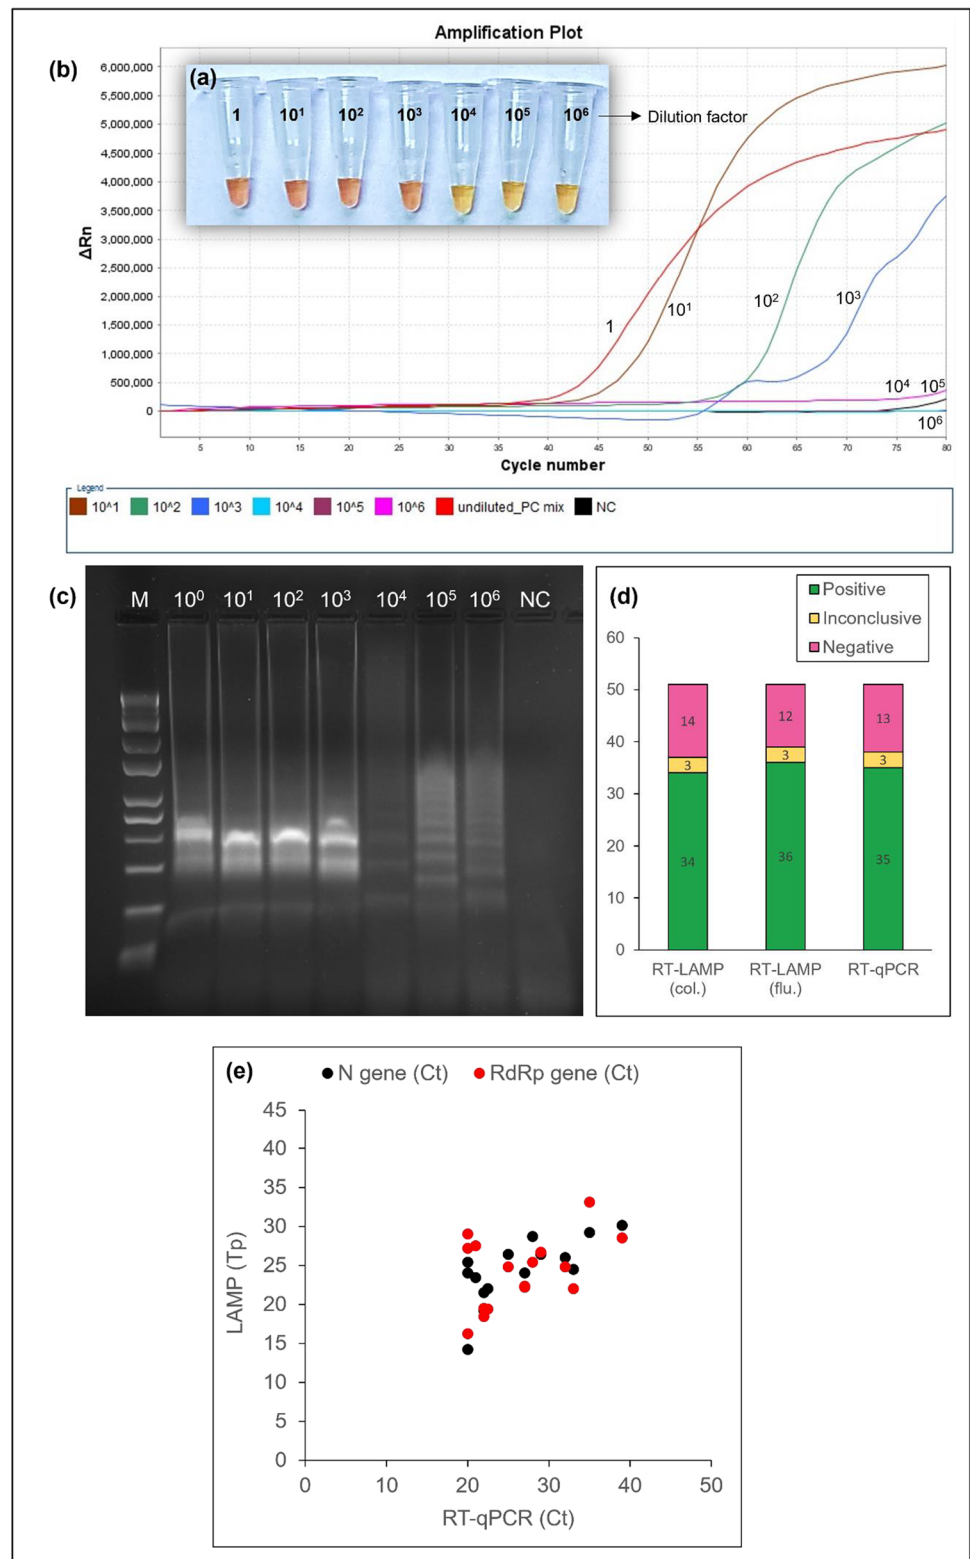 Amplification Plot
(b)
(a)
1 10¹ 10² 10³ 10⁴ 10⁵ 10⁶ Dilution factor
6,000,000
5,500,000
5,000,000
4,500,000
4,000,000
3,500,000
3,000,000
2,500,000
2,000,000
1,500,000
1,000,000
500,000
0
ΔRn
1 10¹ 10² 10³
10⁴ 10⁵
10⁶
5 10 15 20 25 30 35 40 45 50 55 60 65 70 75 80
Cycle number
Legend
10^1 10^2 10^3 10^4 10^5 10^6 undiluted_PC mix NC
(c)
M 10⁰ 10¹ 10² 10³ 10⁴ 10⁵ 10⁶ NC
(d)
Positive
Inconclusive
Negative
60
50
40
30
20
10
0
14 12 13
3 3 3
34 36 35
RT-LAMP (col.)
RT-LAMP (flu.)
RT-qPCR
(e)
N gene (Ct) RdRp gene (Ct)
45
40
35
30
25
20
15
10
5
0
LAMP (Tp)
0 10 20 30 40 50
RT-qPCR (Ct)